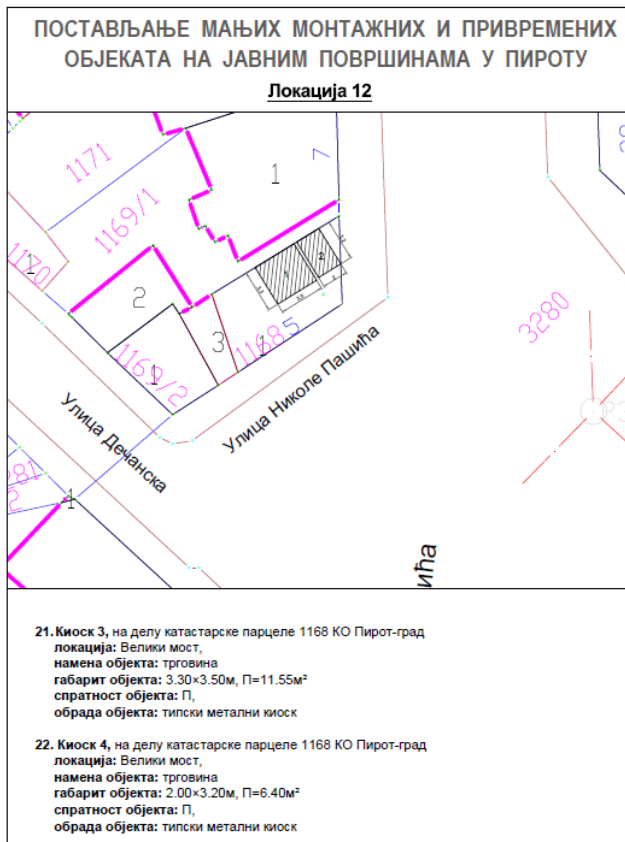 ПОСТАВЉАЊЕ МАЊИХ МОНТАЖНИХ И ПРИВРЕМЕНИХ
ОБЈЕКАТА НА ЈАВНИМ ПОВРШИНАМА У ПИРОТУ
Локација 12
1171
1169/1
1
7
1170
1
2
1
2
3280
3
1168
5
1
1169/2
1
Улица Николе Пашића
Улица Дечанска
1
ића
21. Киоск 3, на делу катастарске парцеле 1168 КО Пирот-град
локација: Велики мост,
намена објекта: трговина
габарит објекта: 3.30×3.50м, П=11.55м²
спратност објекта: П,
обрада објекта: типски метални киоск
22. Киоск 4, на делу катастарске парцеле 1168 КО Пирот-град
локација: Велики мост,
намена објекта: трговина
габарит објекта: 2.00×3.20м, П=6.40м²
спратност објекта: П,
обрада објекта: типски метални киоск